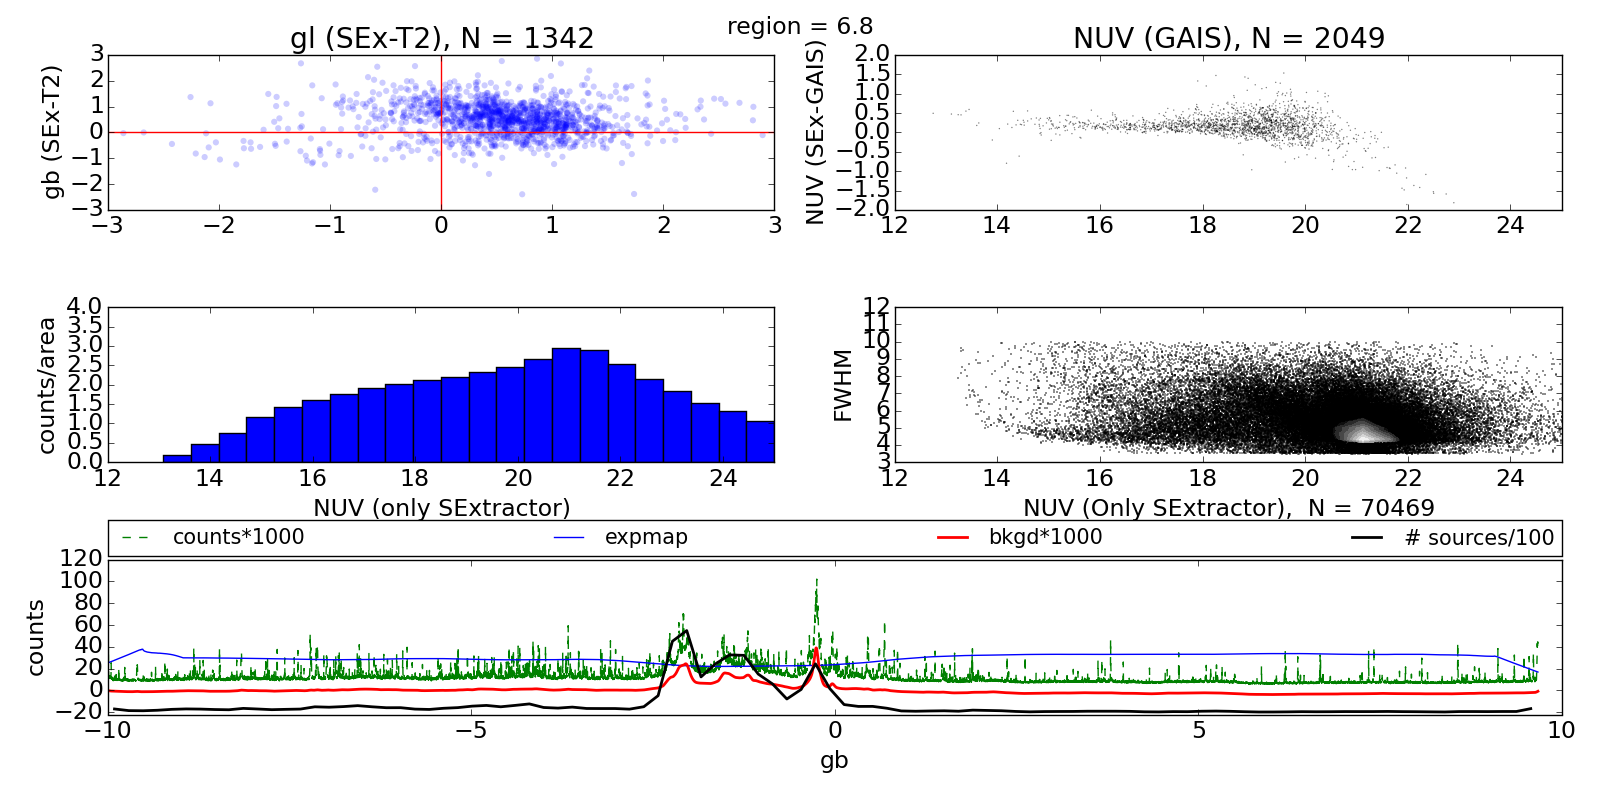 region = 6.8
gl (SEx-T2), N = 1342
NUV (GAIS), N = 2049
gb (SEx-T2)
3
2
1
0
−1
−2
−3
−3 −2 −1 0 1 2 3
NUV (SEx-GAIS)
2.0
1.5
1.0
0.5
0.0
−0.5
−1.0
−1.5
−2.0
12 14 16 18 20 22 24
counts/area
4.0
3.5
3.0
2.5
2.0
1.5
1.0
0.5
0.0
12 14 16 18 20 22 24
NUV (only SExtractor)
FWHM
12
11
10
9
8
7
6
5
4
3
12 14 16 18 20 22 24
NUV (Only SExtractor), N = 70469
counts*1000 expmap bkgd*1000 # sources/100
counts
120
100
80
60
40
20
0
−20
−10 −5 0 5 10
gb